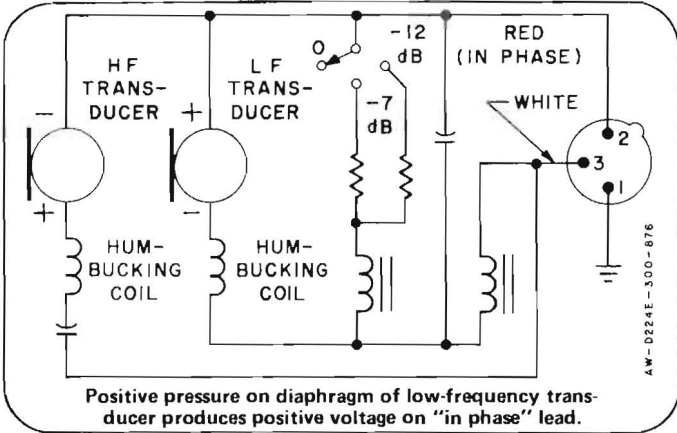 HF
TRANS-
DUCER
-
+
LF
TRANS-
DUCER
+
-
0
-12
dB
-7
dB
RED
(IN PHASE)
WHITE
2
3
1
HUM-
BUCKING
COIL
HUM-
BUCKING
COIL
AW-D224E-300-876
Positive pressure on diaphragm of low-frequency trans-
ducer produces positive voltage on "in phase" lead.